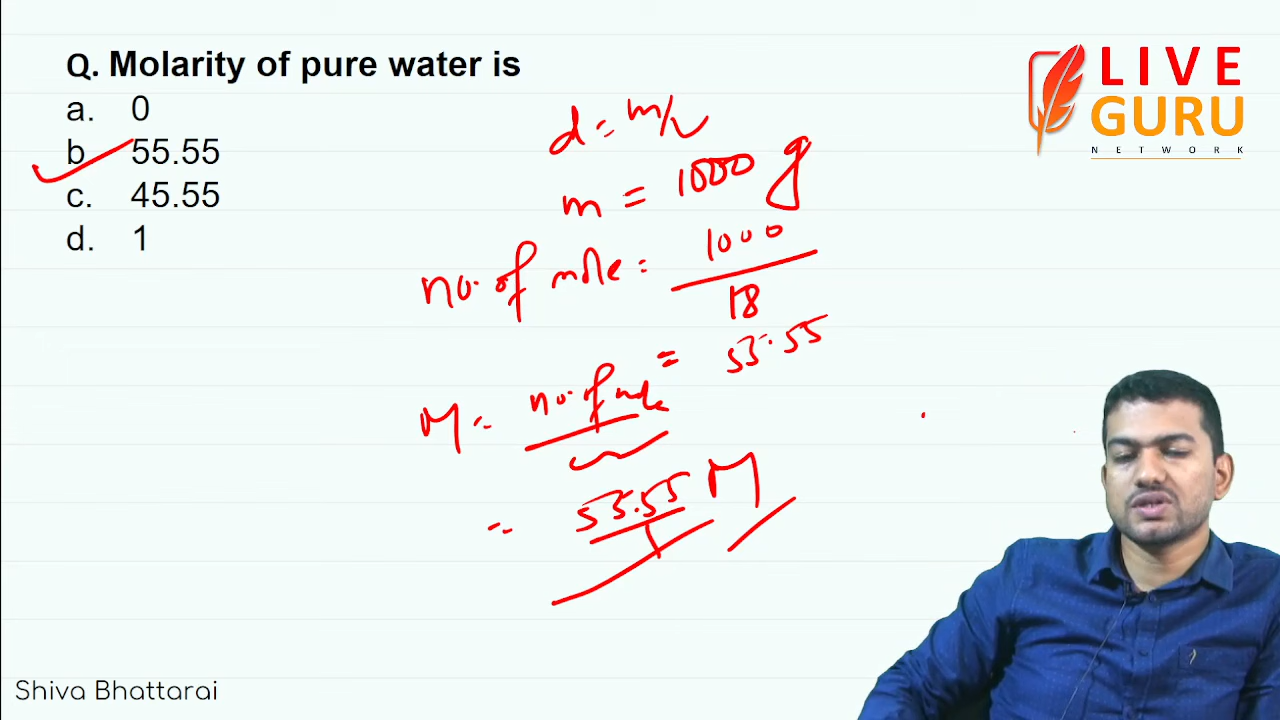 Q. Molarity of pure water is
a. 0
b 55.55
c. 45.55
d. 1
d = m/v
m = 1000 g
no. of mole = 1000
18
= 55.55
M = no. of mole
= 55.55 M
LIVE
GURU
NETWORK
Shiva Bhattarai